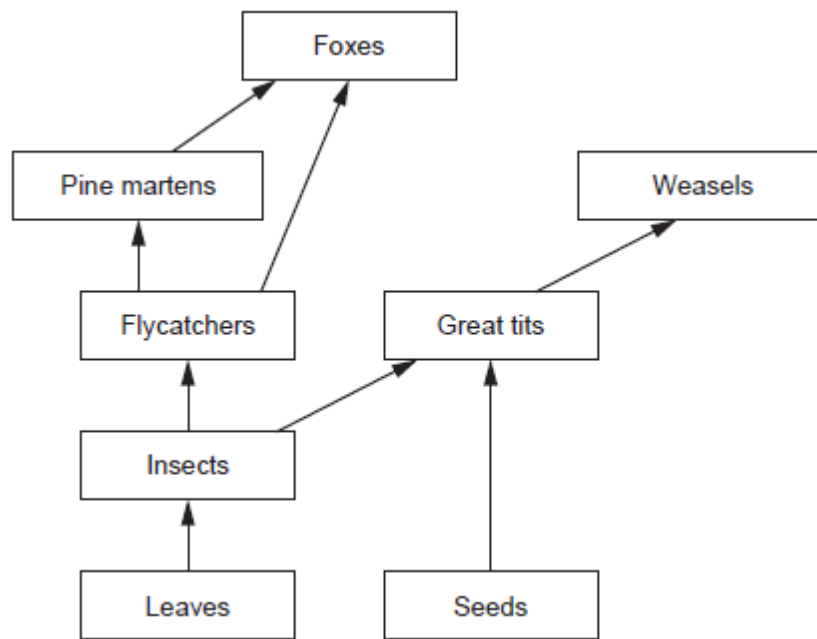 Foxes
Pine martens
Weasels
Flycatchers
Great tits
Insects
Leaves
Seeds